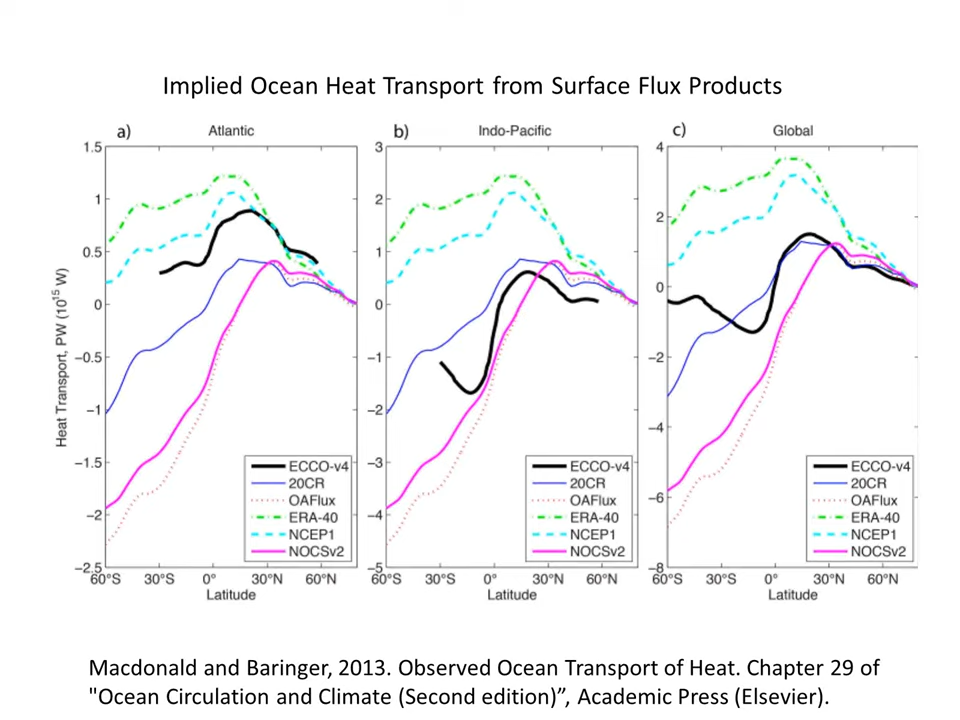 Implied Ocean Heat Transport from Surface Flux Products
a) Atlantic
b) Indo-Pacific
c) Global
Heat Transport, PW (10¹⁵ W)
1.5
1
0.5
0
−0.5
−1
−1.5
−2
−2.5
60°S 30°S 0° 30°N 60°N
Latitude
ECCO-v4
20CR
OAFlux
ERA-40
NCEP1
NOCSv2
3
2
1
0
−1
−2
−3
−4
−5
60°S 30°S 0° 30°N 60°N
Latitude
ECCO-v4
20CR
OAFlux
ERA-40
NCEP1
NOCSv2
4
2
0
−2
−4
−6
−8
60°S 30°S 0° 30°N 60°N
Latitude
ECCO-v4
20CR
OAFlux
ERA-40
NCEP1
NOCSv2
Macdonald and Baringer, 2013. Observed Ocean Transport of Heat. Chapter 29 of
"Ocean Circulation and Climate (Second edition)”, Academic Press (Elsevier).